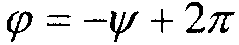 φ = −ψ + 2π